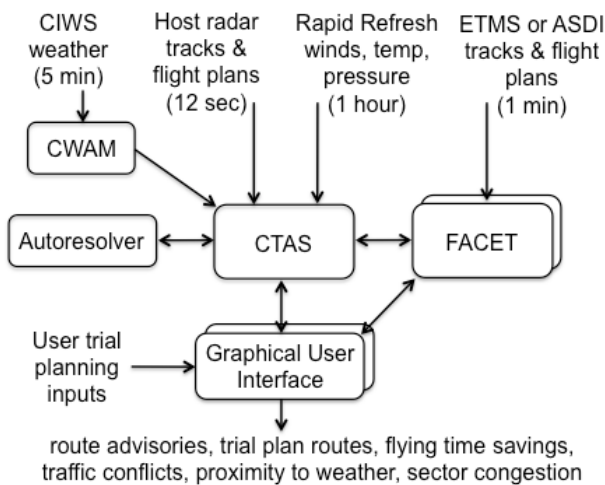 CIWS
weather
(5 min)
Host radar
tracks &
flight plans
(12 sec)
Rapid Refresh
winds, temp,
pressure
(1 hour)
ETMS or ASDI
tracks & flight
plans
(1 min)
CWAM
Autoresolver
CTAS
FACET
User trial
planning
inputs
Graphical User
Interface
route advisories, trial plan routes, flying time savings,
traffic conflicts, proximity to weather, sector congestion